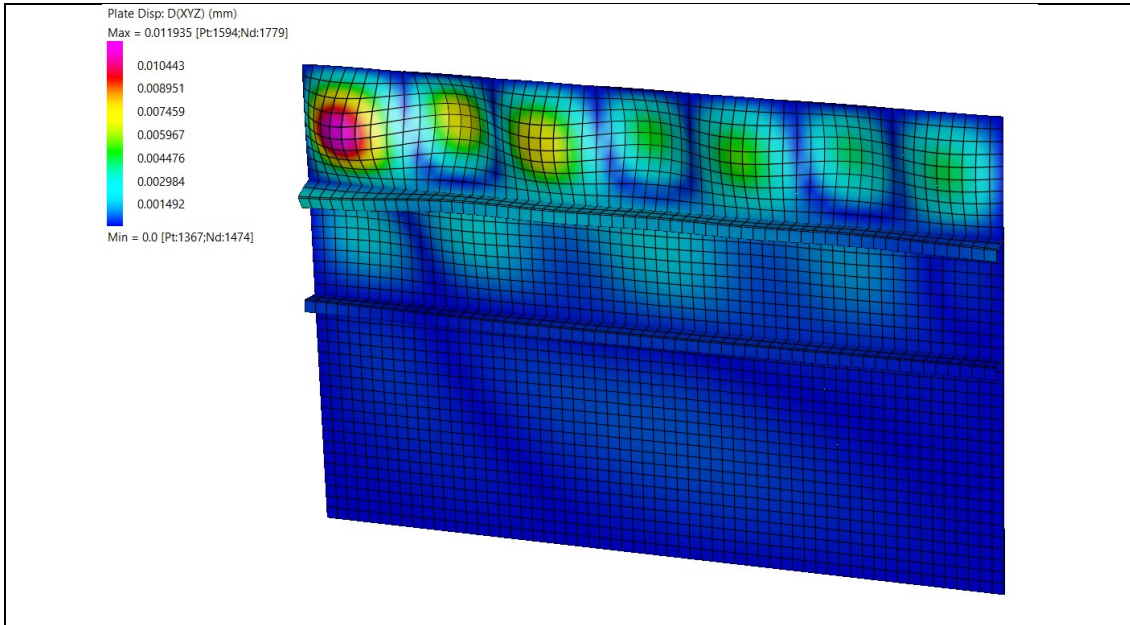 Plate Disp: D(XYZ) (mm)
Max = 0.011935 [Pt:1594;Nd:1779]
0.010443
0.008951
0.007459
0.005967
0.004476
0.002984
0.001492
Min = 0.0 [Pt:1367;Nd:1474]